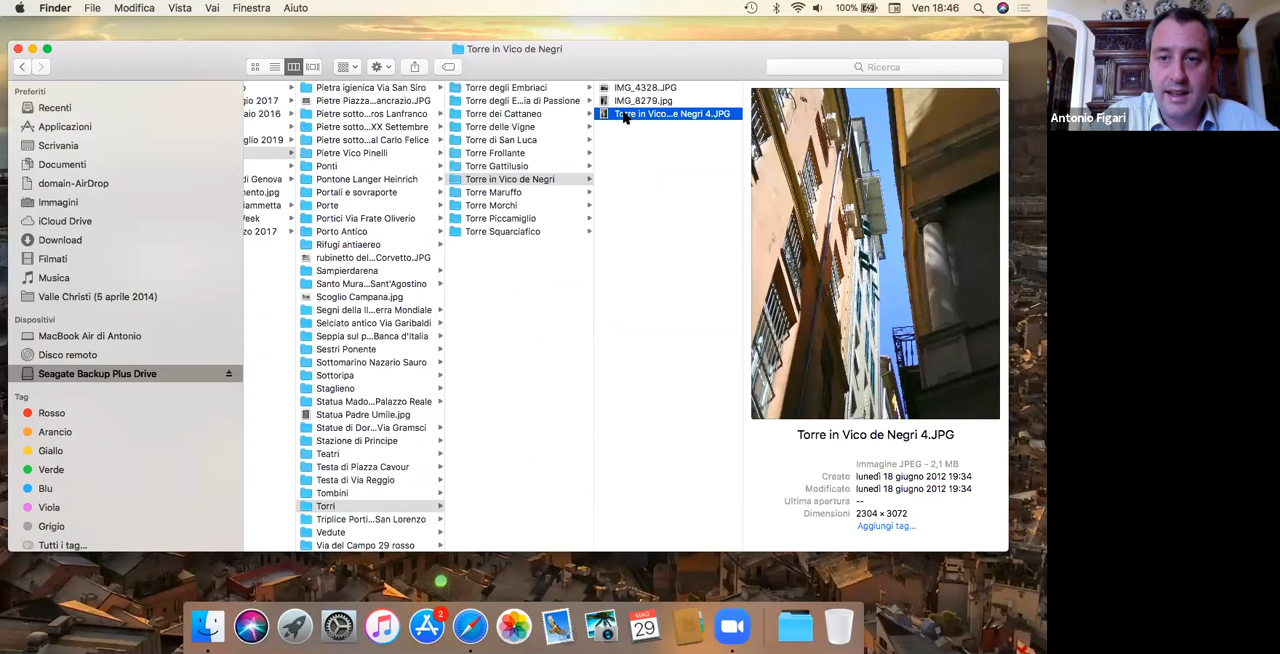 Finder File Modifica Vista Vai Finestra Aiuto 100% Ven 18:46
Torre in Vico de Negri
Ricerca
Preferiti
Recenti
Applicazioni
Scrivania
Documenti
domain-AirDrop
Immagini
iCloud Drive
Download
Filmati
Musica
Valle Christi (5 aprile 2014)
Dispositivi
MacBook Air di Antonio
Disco remoto
Seagate Backup Plus Drive
Tag
Rosso
Arancio
Giallo
Verde
Blu
Viola
Grigio
Tutti i tag...
o
gio 2017
aio 2016
glio 2019
di Genova
nento.jpg
iammetta
Week
zo 2017
Pietra igienica Via San Siro
Pietre Piazza...ancrazio.JPG
Pietre sotto...ros Lanfranco
Pietre sotto...XX Settembre
Pietre sotto...al Carlo Felice
Pietre Vico Pinelli
Ponti
Pontone Langer Heinrich
Portali e sovraporte
Porte
Portici Via Frate Oliverio
Porto Antico
Rifugi antiaereo
rubinetto del...Corvetto.JPG
Sampierdarena
Santo Mura...Sant'Agostino
Scoglio Campana.jpg
Segni della II...erra Mondiale
Selciato antico Via Garibaldi
Seppia sul p...Banca d'Italia
Sestri Ponente
Sottomarino Nazario Sauro
Sottoripa
Staglieno
Statua Mado...Palazzo Reale
Statua Padre Umile.jpg
Statue di Dor...Via Gramsci
Stazione di Principe
Teatri
Testa di Piazza Cavour
Testa di Via Reggio
Tombini
Torri
Triplice Porti...San Lorenzo
Vedute
Via del Campo 29 rosso
Torre degli Embriaci
Torre degli E...ia di Passione
Torre dei Cattaneo
Torre delle Vigne
Torre di San Luca
Torre Frollante
Torre Gattilusio
Torre in Vico de Negri
Torre Maruffo
Torre Morchi
Torre Piccamiglio
Torre Squarciafico
IMG_4328.JPG
IMG_8279.jpg
Torre in Vico...e Negri 4.JPG
Torre in Vico de Negri 4.JPG
Immagine JPEG - 2,1 MB
Creato lunedì 18 giugno 2012 19:34
Modificato lunedì 18 giugno 2012 19:34
Ultima apertura --
Dimensioni 2304 × 3072
Aggiungi tag...
Antonio Figari
2
MAG
29